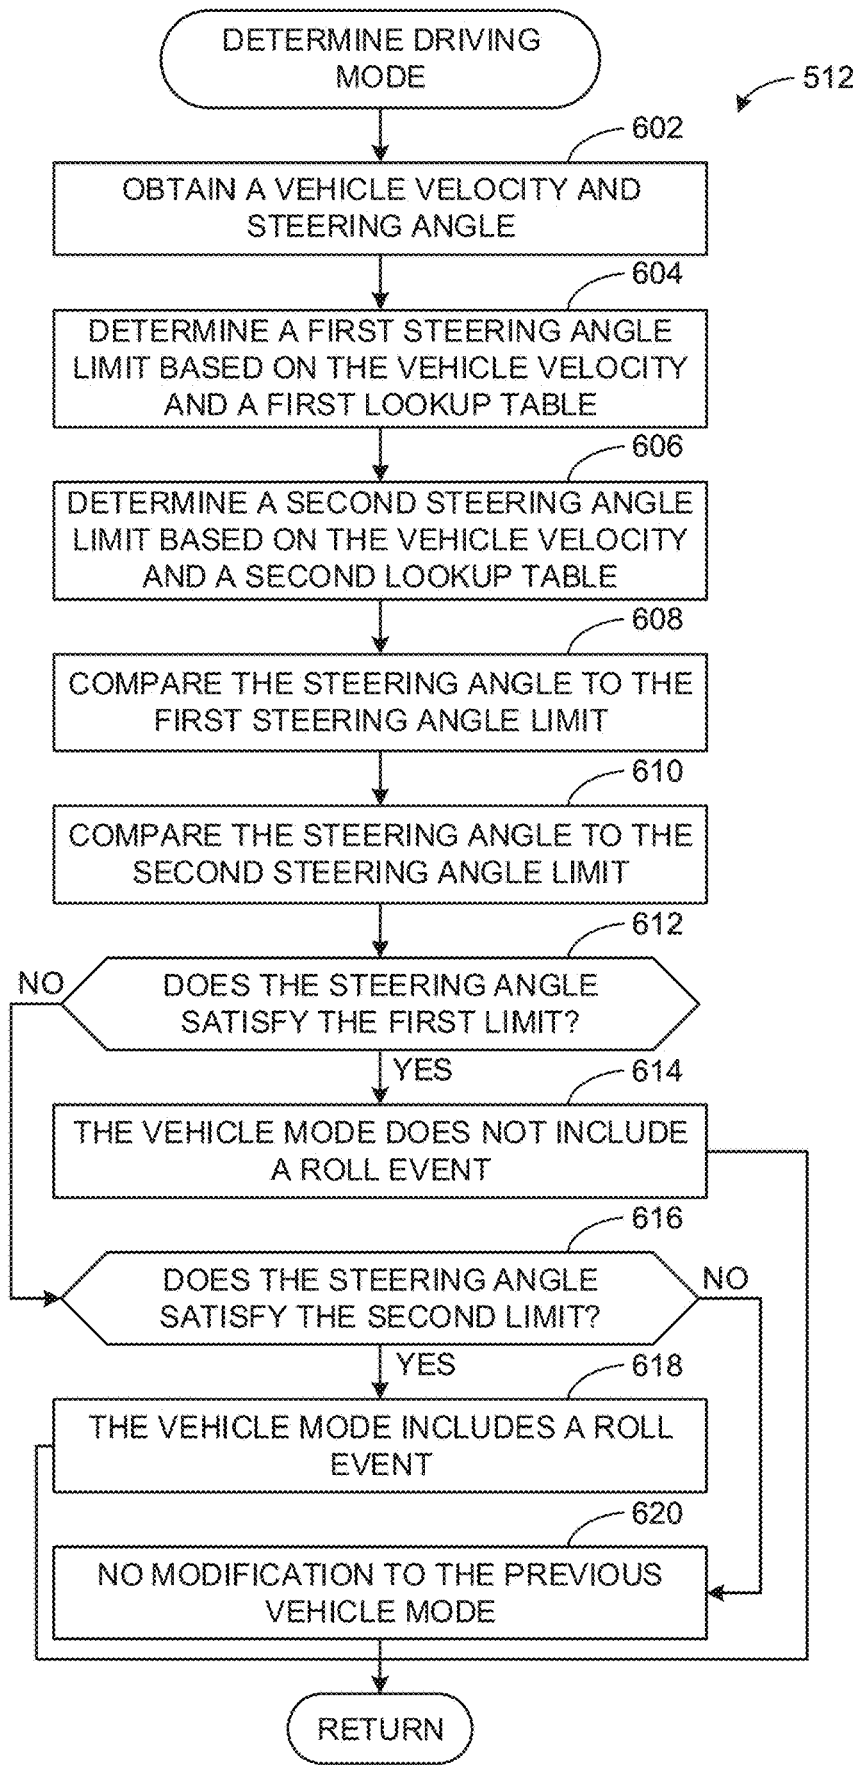 DETERMINE DRIVING
MODE
512
602
OBTAIN A VEHICLE VELOCITY AND
STEERING ANGLE
604
DETERMINE A FIRST STEERING ANGLE
LIMIT BASED ON THE VEHICLE VELOCITY
AND A FIRST LOOKUP TABLE
606
DETERMINE A SECOND STEERING ANGLE
LIMIT BASED ON THE VEHICLE VELOCITY
AND A SECOND LOOKUP TABLE
608
COMPARE THE STEERING ANGLE TO THE
FIRST STEERING ANGLE LIMIT
610
COMPARE THE STEERING ANGLE TO THE
SECOND STEERING ANGLE LIMIT
612
NO
DOES THE STEERING ANGLE
SATISFY THE FIRST LIMIT?
YES
614
THE VEHICLE MODE DOES NOT INCLUDE
A ROLL EVENT
616
DOES THE STEERING ANGLE
SATISFY THE SECOND LIMIT?
NO
YES
618
THE VEHICLE MODE INCLUDES A ROLL
EVENT
620
NO MODIFICATION TO THE PREVIOUS
VEHICLE MODE
RETURN